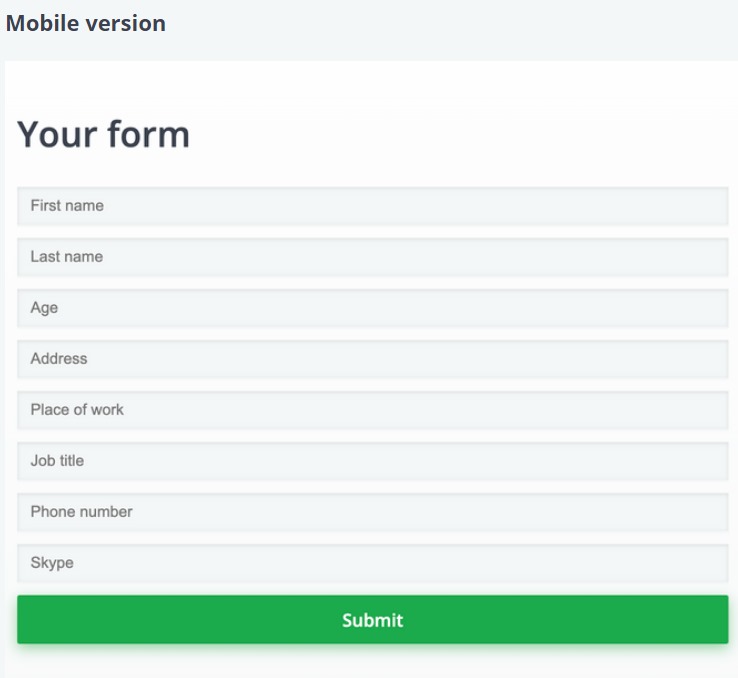 Mobile version
Your form
First name
Last name
Age
Address
Place of work
Job title
Phone number
Skype
Submit